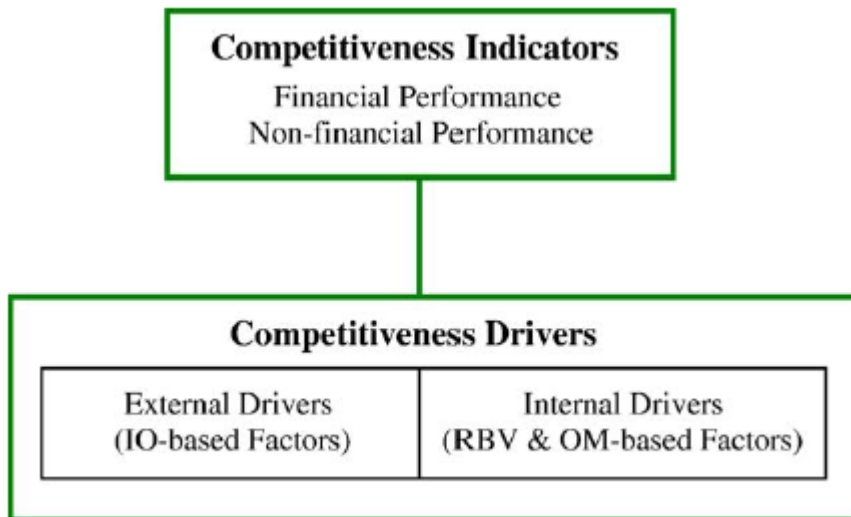 Competitiveness Indicators
Financial Performance
Non-financial Performance
Competitiveness Drivers
External Drivers
(IO-based Factors)
Internal Drivers
(RBV & OM-based Factors)